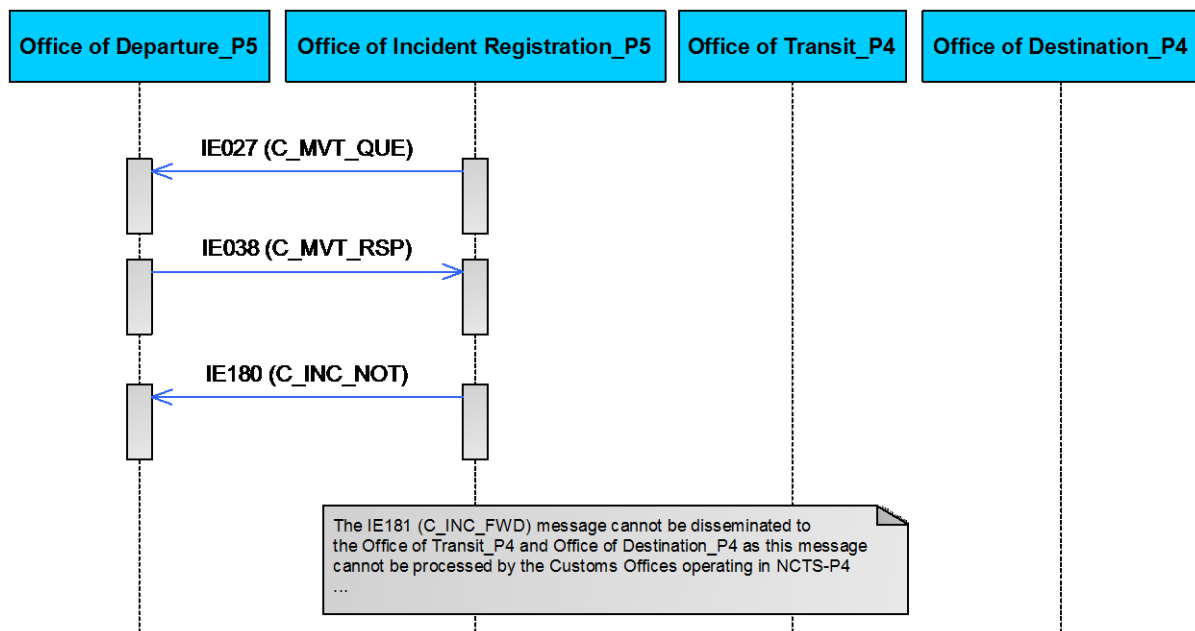 Office of Departure_P5
Office of Incident Registration_P5
Office of Transit_P4
Office of Destination_P4
IE027 (C_MVT_QUE)
IE038 (C_MVT_RSP)
IE180 (C_INC_NOT)
The IE181 (C_INC_FWD) message cannot be disseminated to
the Office of Transit_P4 and Office of Destination_P4 as this message
cannot be processed by the Customs Offices operating in NCTS-P4
...